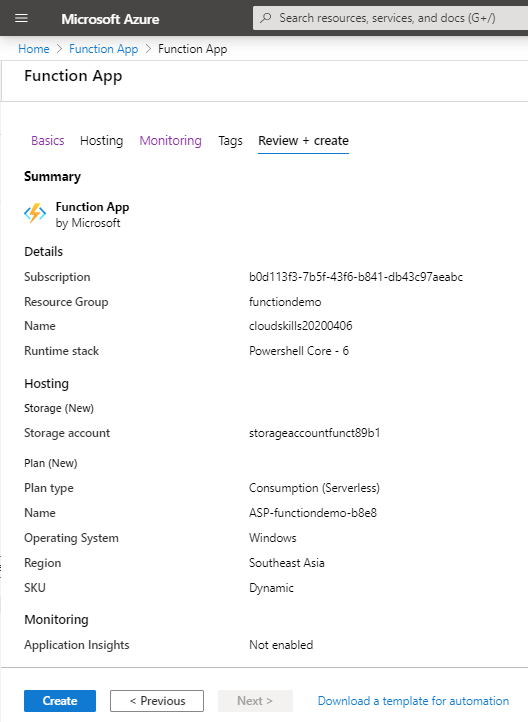 Microsoft Azure
Search resources, services, and docs (G+/)
Home > Function App > Function App
Function App
Basics Hosting Monitoring Tags Review + create
Summary
Function App
by Microsoft
Details
Subscription b0d113f3-7b5f-43f6-b841-db43c97aeabc
Resource Group functiondemo
Name cloudskills20200406
Runtime stack Powershell Core - 6
Hosting
Storage (New)
Storage account storageaccountfunct89b1
Plan (New)
Plan type Consumption (Serverless)
Name ASP-functiondemo-b8e8
Operating System Windows
Region Southeast Asia
SKU Dynamic
Monitoring
Application Insights Not enabled
Create < Previous Next > Download a template for automation